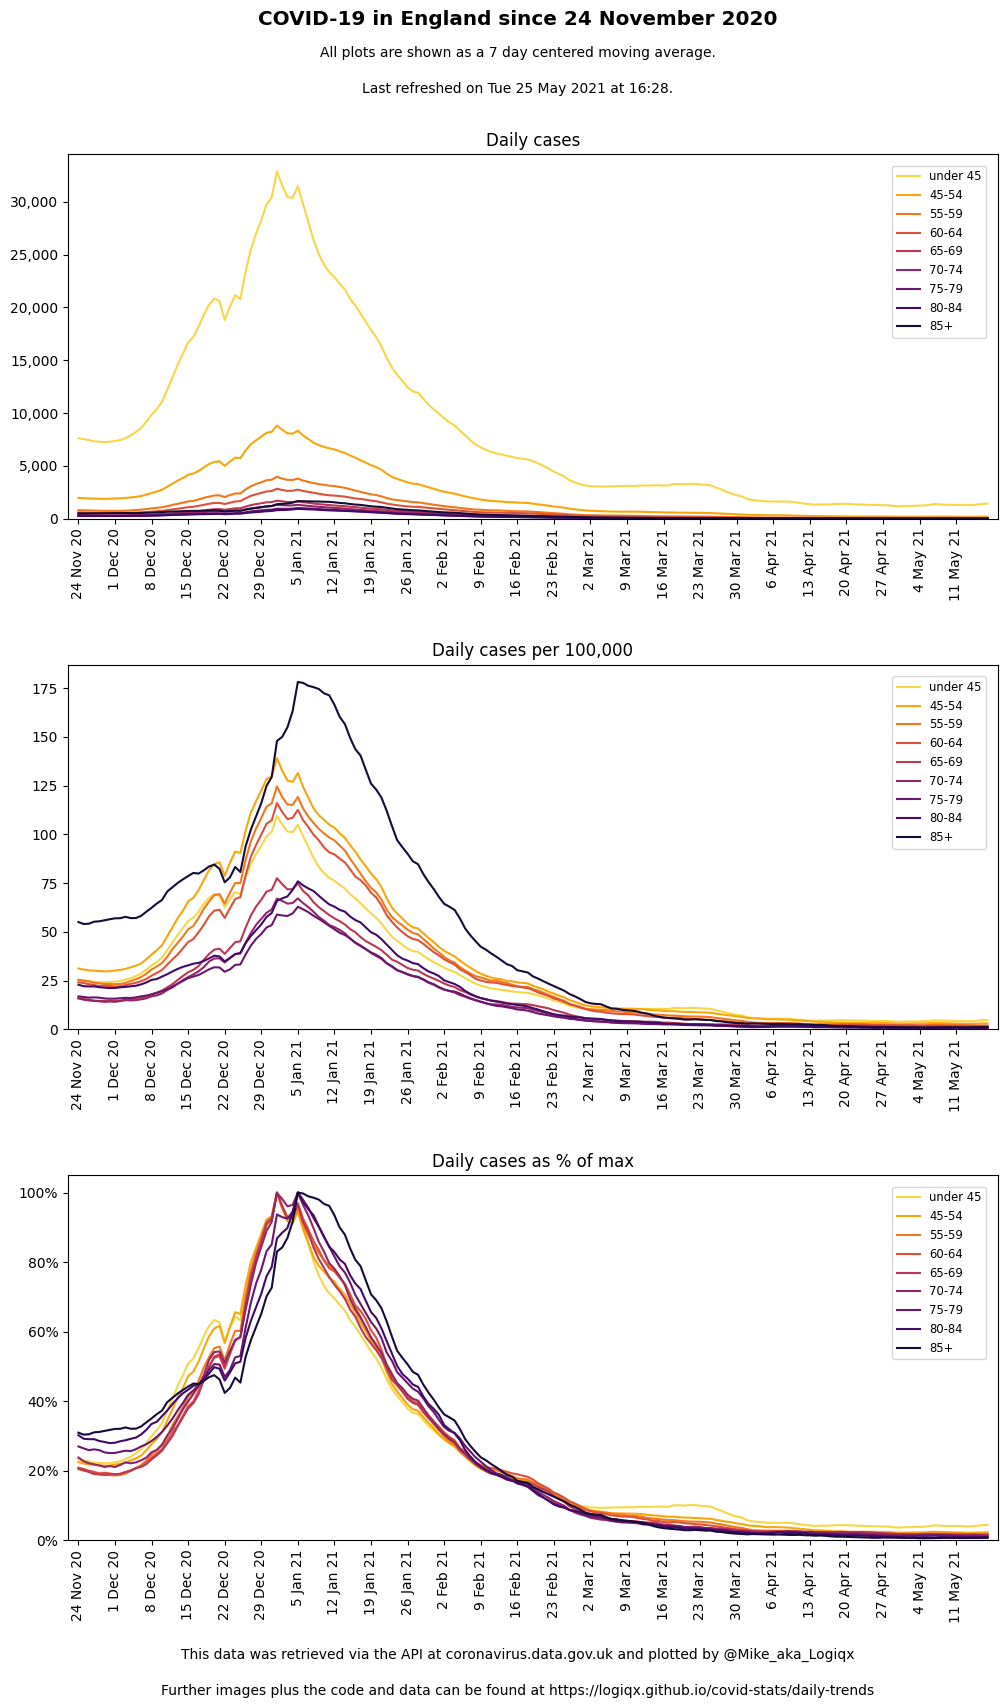 COVID-19 in England since 24 November 2020
All plots are shown as a 7 day centered moving average.
Last refreshed on Tue 25 May 2021 at 16:28.
Daily cases
30,000
25,000
20,000
15,000
10,000
5,000
0
under 45
45-54
55-59
60-64
65-69
70-74
75-79
80-84
85+
24 Nov 20
1 Dec 20
8 Dec 20
15 Dec 20
22 Dec 20
29 Dec 20
5 Jan 21
12 Jan 21
19 Jan 21
26 Jan 21
2 Feb 21
9 Feb 21
16 Feb 21
23 Feb 21
2 Mar 21
9 Mar 21
16 Mar 21
23 Mar 21
30 Mar 21
6 Apr 21
13 Apr 21
20 Apr 21
27 Apr 21
4 May 21
11 May 21
Daily cases per 100,000
175
150
125
100
75
50
25
0
under 45
45-54
55-59
60-64
65-69
70-74
75-79
80-84
85+
24 Nov 20
1 Dec 20
8 Dec 20
15 Dec 20
22 Dec 20
29 Dec 20
5 Jan 21
12 Jan 21
19 Jan 21
26 Jan 21
2 Feb 21
9 Feb 21
16 Feb 21
23 Feb 21
2 Mar 21
9 Mar 21
16 Mar 21
23 Mar 21
30 Mar 21
6 Apr 21
13 Apr 21
20 Apr 21
27 Apr 21
4 May 21
11 May 21
Daily cases as % of max
100%
80%
60%
40%
20%
0%
under 45
45-54
55-59
60-64
65-69
70-74
75-79
80-84
85+
24 Nov 20
1 Dec 20
8 Dec 20
15 Dec 20
22 Dec 20
29 Dec 20
5 Jan 21
12 Jan 21
19 Jan 21
26 Jan 21
2 Feb 21
9 Feb 21
16 Feb 21
23 Feb 21
2 Mar 21
9 Mar 21
16 Mar 21
23 Mar 21
30 Mar 21
6 Apr 21
13 Apr 21
20 Apr 21
27 Apr 21
4 May 21
11 May 21
This data was retrieved via the API at coronavirus.data.gov.uk and plotted by @Mike_aka_Logiqx
Further images plus the code and data can be found at https://logiqx.github.io/covid-stats/daily-trends